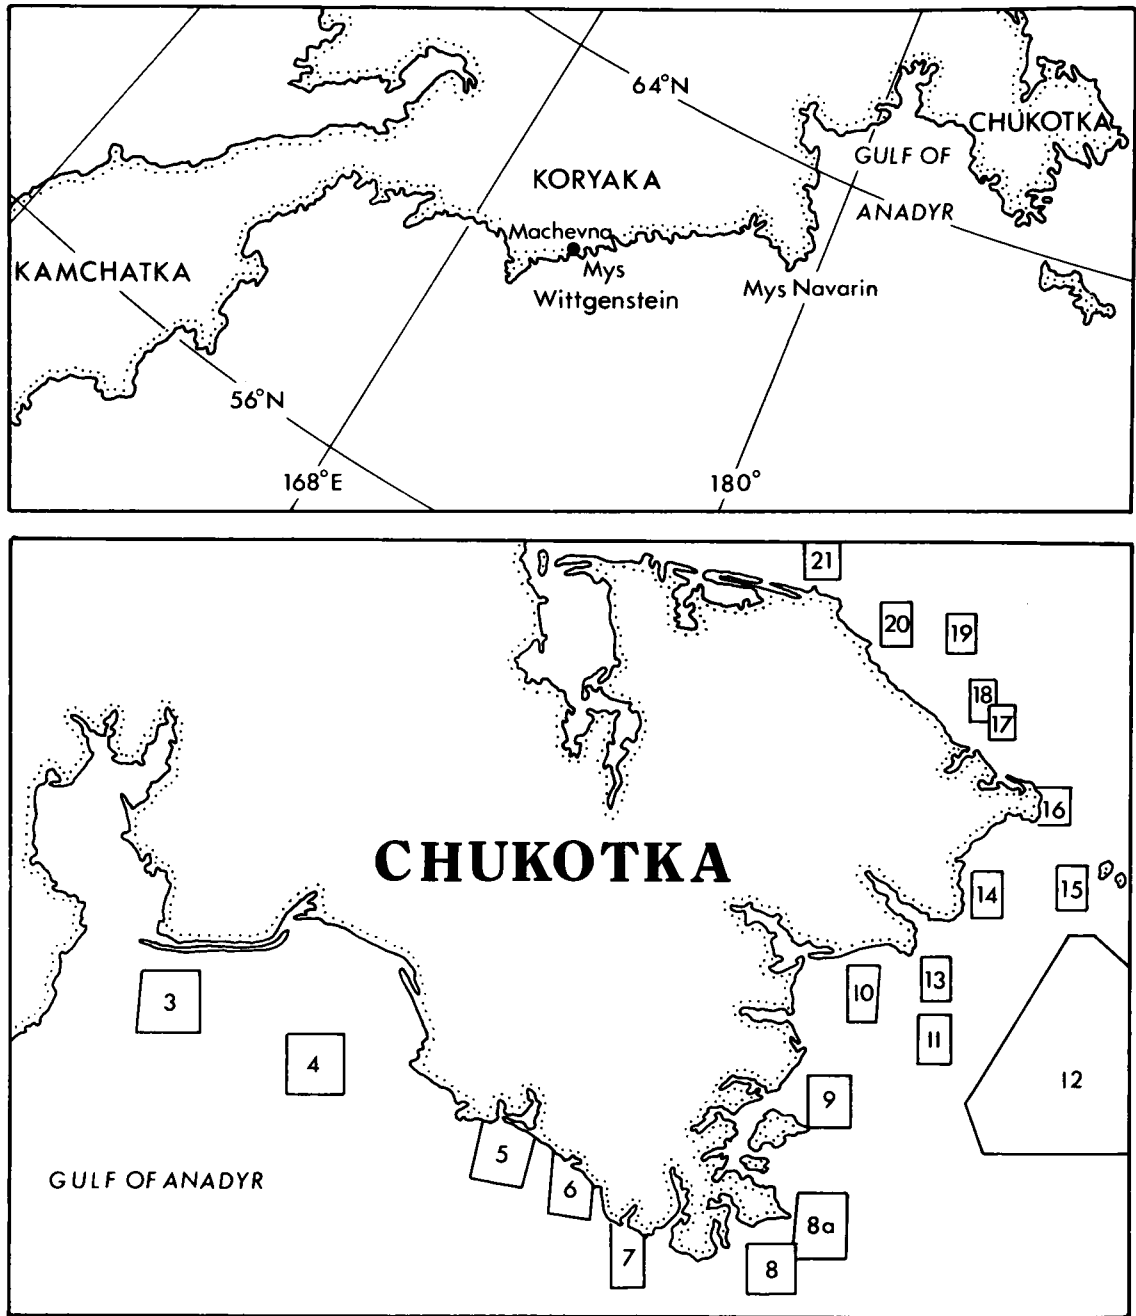 64°N
CHUKOTKA
GULF OF
KORYAKA
ANADYR
Machevna
KAMCHATKA
Mys
Wittgenstein
Mys Navarin
56°N
168°E
180°
21
20
19
18
17
16
CHUKOTKA
14
15
13
10
3
11
4
12
9
5
GULF OF ANADYR
6
8a
7
8